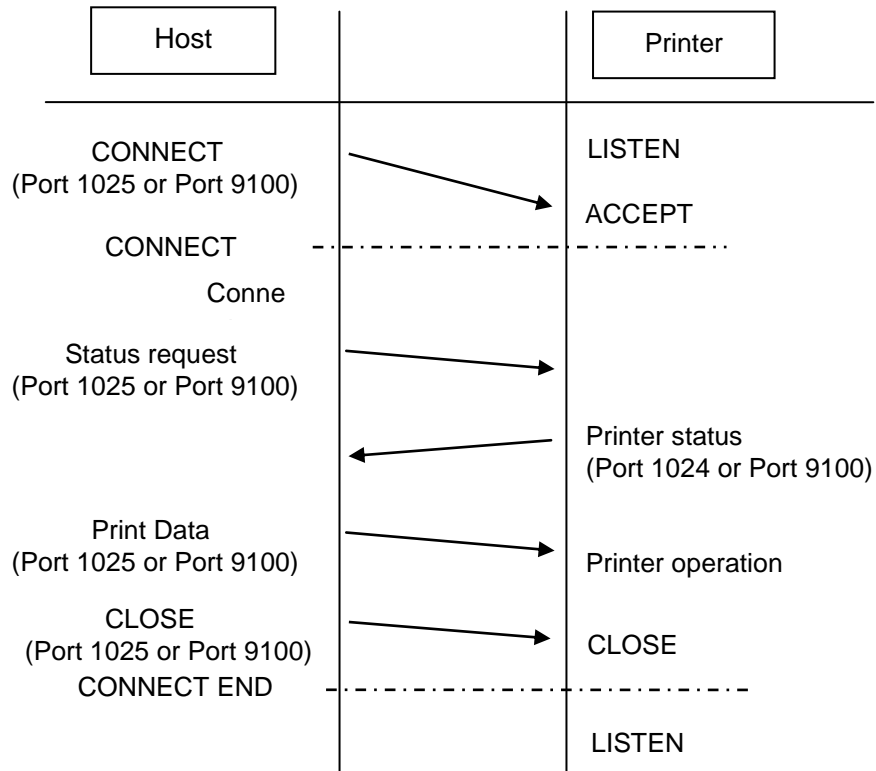 Host
Printer
CONNECT
(Port 1025 or Port 9100)
LISTEN
ACCEPT
CONNECT
Conne
Status request
(Port 1025 or Port 9100)
Printer status
(Port 1024 or Port 9100)
Print Data
(Port 1025 or Port 9100)
Printer operation
CLOSE
(Port 1025 or Port 9100)
CLOSE
CONNECT END
LISTEN